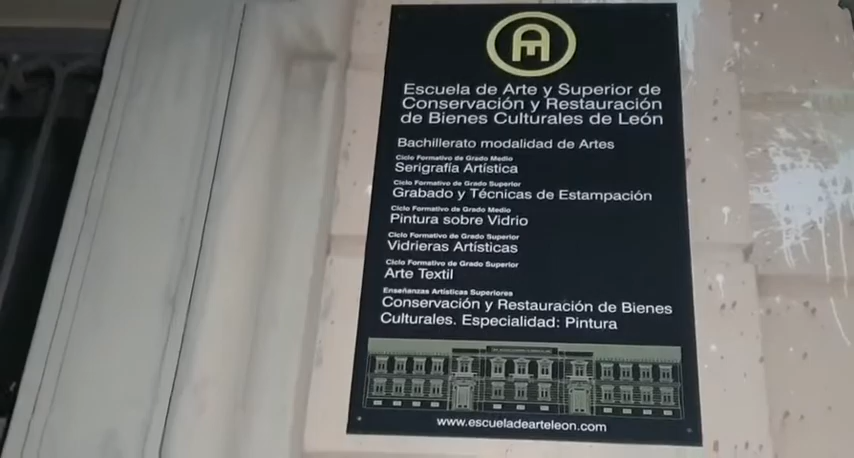 AE
Escuela de Arte y Superior de
Conservación y Restauración
de Bienes Culturales de León
Bachillerato modalidad de Artes
Ciclo Formativo de Grado Medio
Serigrafía Artística
Ciclo Formativo de Grado Superior
Grabado y Técnicas de Estampación
Ciclo Formativo de Grado Medio
Pintura sobre Vidrio
Ciclo Formativo de Grado Superior
Vidrieras Artísticas
Ciclo Formativo de Grado Superior
Arte Textil
Enseñanzas Artísticas Superiores
Conservación y Restauración de Bienes
Culturales. Especialidad: Pintura
www.escueladearteleon.com